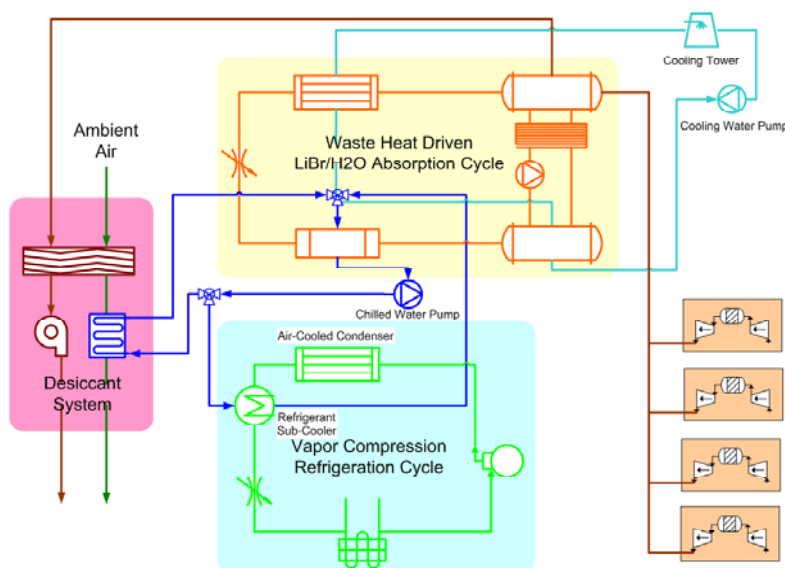 Cooling Tower
Cooling Water Pump
Ambient
Air
Waste Heat Driven
LiBr/H2O Absorption Cycle
Chilled Water Pump
Desiccant
System
Air-Cooled Condenser
Refrigerant
Sub-Cooler
Vapor Compression
Refrigeration Cycle